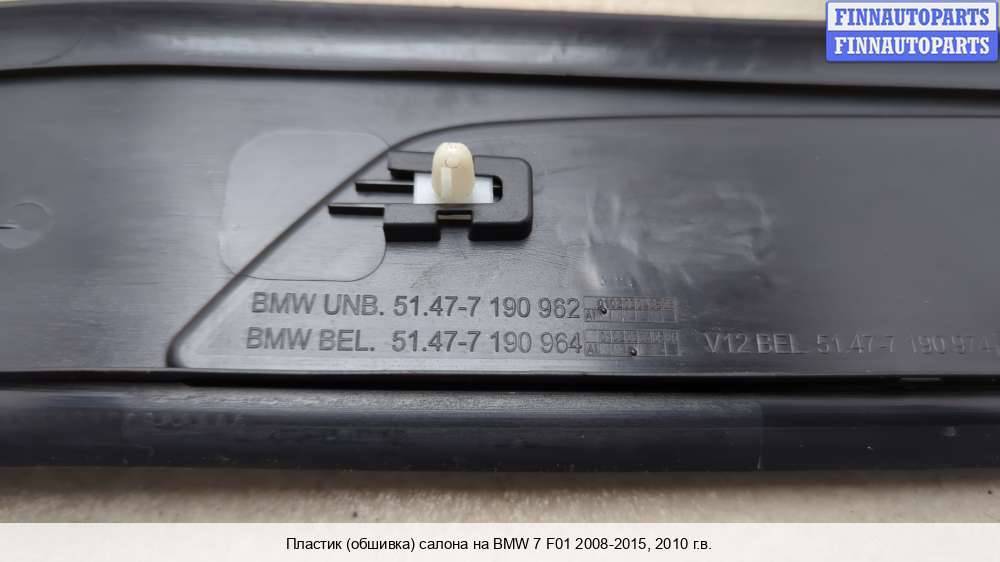 FINNAUTOPARTS
FINNAUTOPARTS
BMW UNB. 51.47-7 190 962
BMW BEL. 51.47-7 190 964 V12 BEL. 51.47-7 190 974
Пластик (обшивка) салона на BMW 7 F01 2008-2015, 2010 г.в.